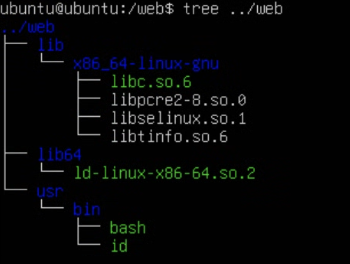 ubuntu@ubuntu:/web$ tree ../web
../web
├── lib
│   └── x86_64-linux-gnu
│       ├── libc.so.6
│       ├── libpcre2-8.so.0
│       ├── libselinux.so.1
│       └── libtinfo.so.6
├── lib64
│   └── ld-linux-x86-64.so.2
└── usr
    └── bin
        ├── bash
        └── id